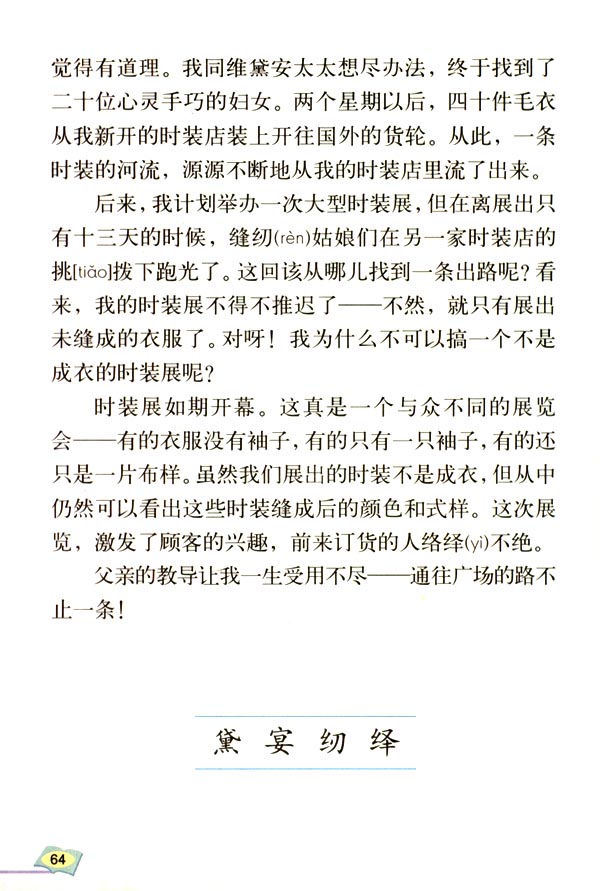 觉得有道理。我同维黛安太太想尽办法，终于找到了
二十位心灵手巧的妇女。两个星期以后，四十件毛衣
从我新开的时装店装上开往国外的货轮。从此，一条
时装的河流，源源不断地从我的时装店里流了出来。
后来，我计划举办一次大型时装展，但在离展出只
有十三天的时候，缝纫(rèn)姑娘们在另一家时装店的
挑[tiǎo]拨下跑光了。这回该从哪儿找到一条出路呢？看
来，我的时装展不得不推迟了——不然，就只有展出
未缝成的衣服了。对呀！我为什么不可以搞一个不是
成衣的时装展呢？
时装展如期开幕。这真是一个与众不同的展览
会——有的衣服没有袖子，有的只有一只袖子，有的还
只是一片布样。虽然我们展出的时装不是成衣，但从中
仍然可以看出这些时装缝成后的颜色和式样。这次展
览，激发了顾客的兴趣，前来订货的人络绎(yì)不绝。
父亲的教导让我一生受用不尽——通往广场的路不
止一条！
黛 宴 纫 绎
64